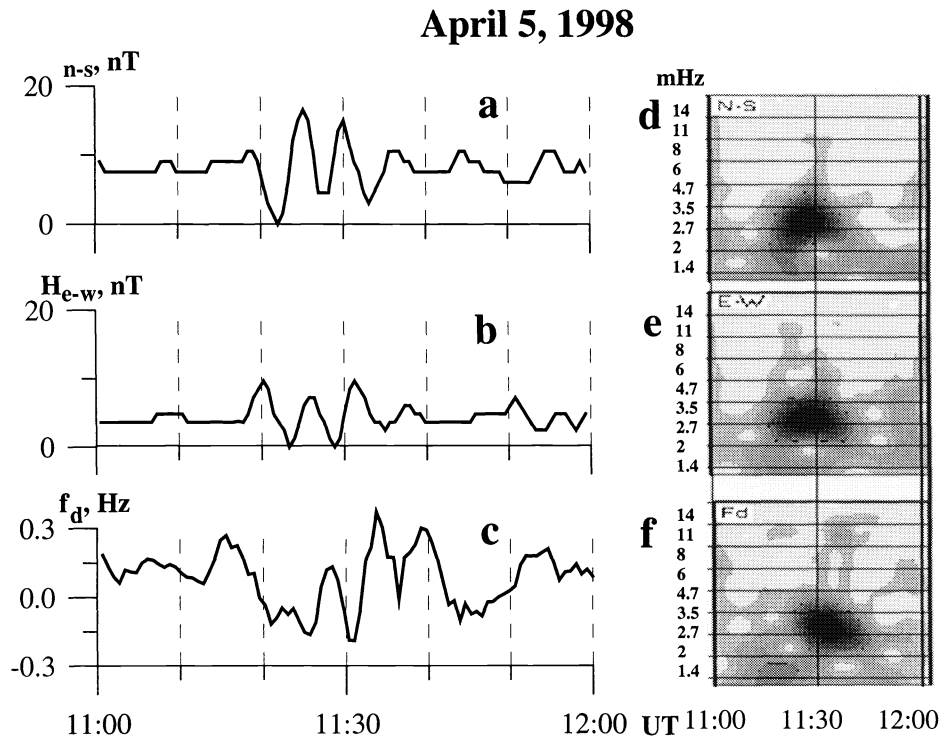 April 5, 1998
n-s, nT
20
0
a
He-w, nT
20
0
b
fd, Hz
0.3
0.0
-0.3
c
11:00 11:30 12:00
mHz
d
N-S
14
11
8
6
4.7
3.5
2.7
2
1.4
e
E-W
14
11
8
6
4.7
3.5
2.7
2
1.4
f
Fd
14
11
8
6
4.7
3.5
2.7
2
1.4
UT 11:00 11:30 12:00